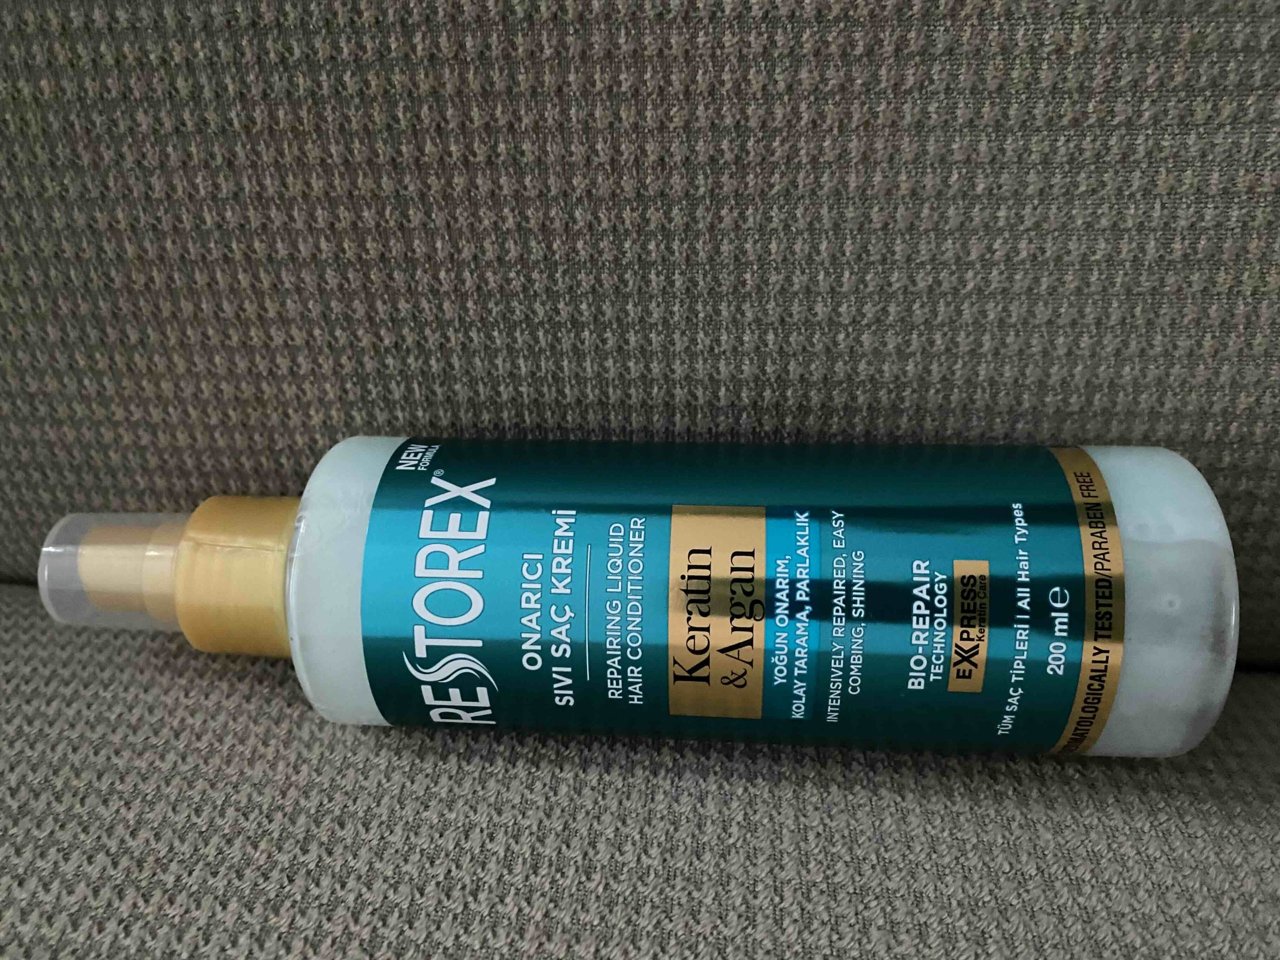 NEW
FORMULA
RESTOREX®
ONARICI
SIVI SAÇ KREMİ
REPAIRING LIQUID
HAIR CONDITIONER
Keratin
& Argan
YOĞUN ONARIM,
KOLAY TARAMA, PARLAKLIK
INTENSIVELY REPAIRED, EASY
COMBING, SHINING
BIO-REPAIR
TECHNOLOGY
EXPRESS
Keratin Care
TÜM SAÇ TİPLERİ | All Hair Types
200 ml ℮
TESTED/PARABEN FREE